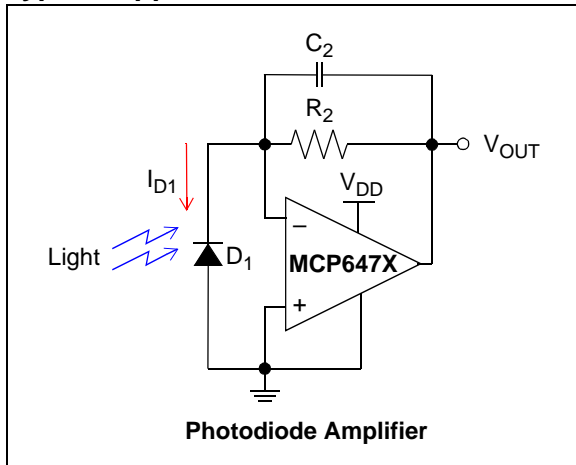 C2
R2
VOUT
ID1
VDD
Light
D1
–
MCP647X
+
Photodiode Amplifier